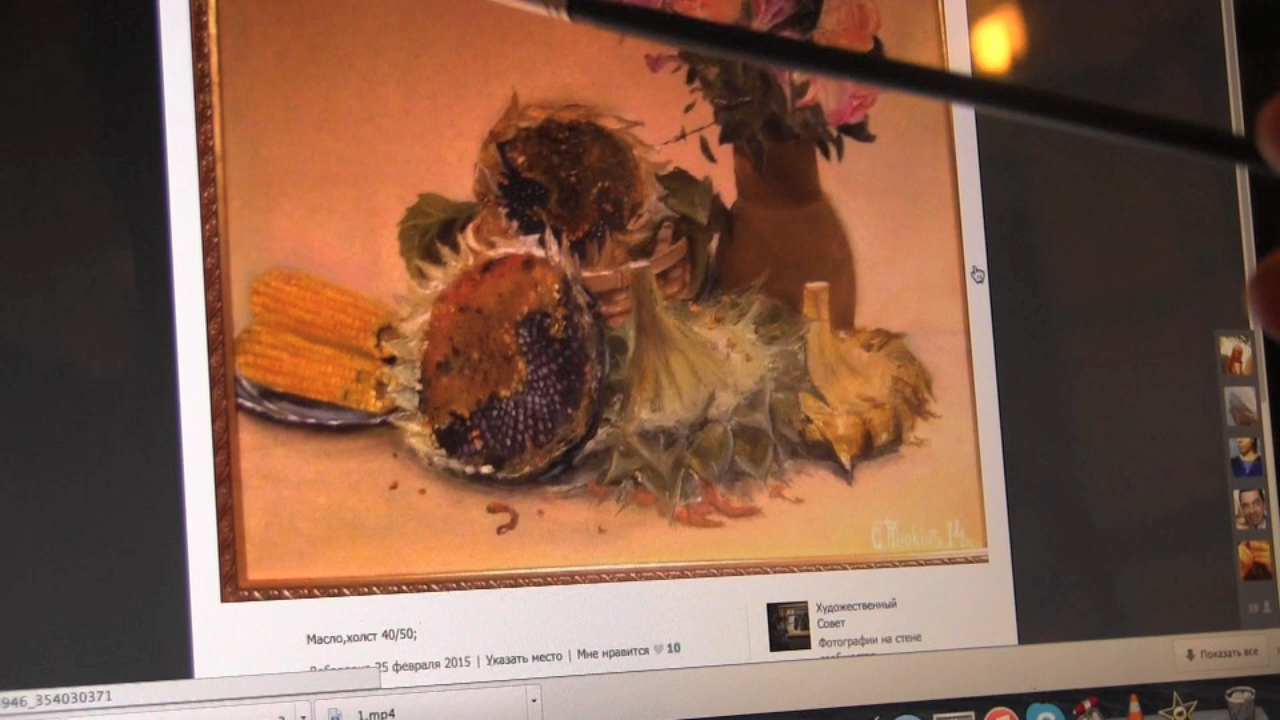 Масло,холст 40/50;
25 февраля 2015 | Указать место | Мне нравится 10
Художественный
Совет
Фотографии на стене
946_354030371
1.mp4
Показать все